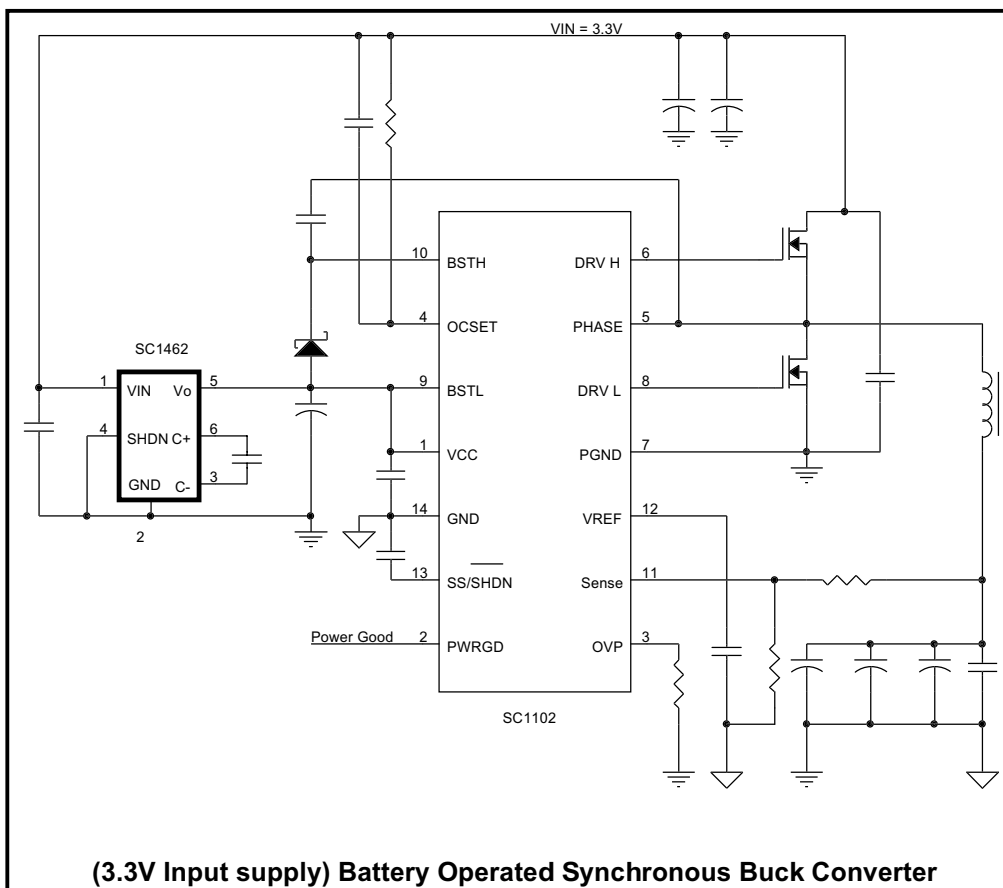 VIN = 3.3V
10 BSTH DRV H 6
4 OCSET PHASE 5
SC1462
1 VIN Vo 5
9 BSTL DRV L 8
4 SHDN C+ 6
1 VCC PGND 7
GND C- 3
2
14 GND VREF 12
13 SS/SHDN Sense 11
Power Good 2 PWRGD OVP 3
SC1102
(3.3V Input supply) Battery Operated Synchronous Buck Converter